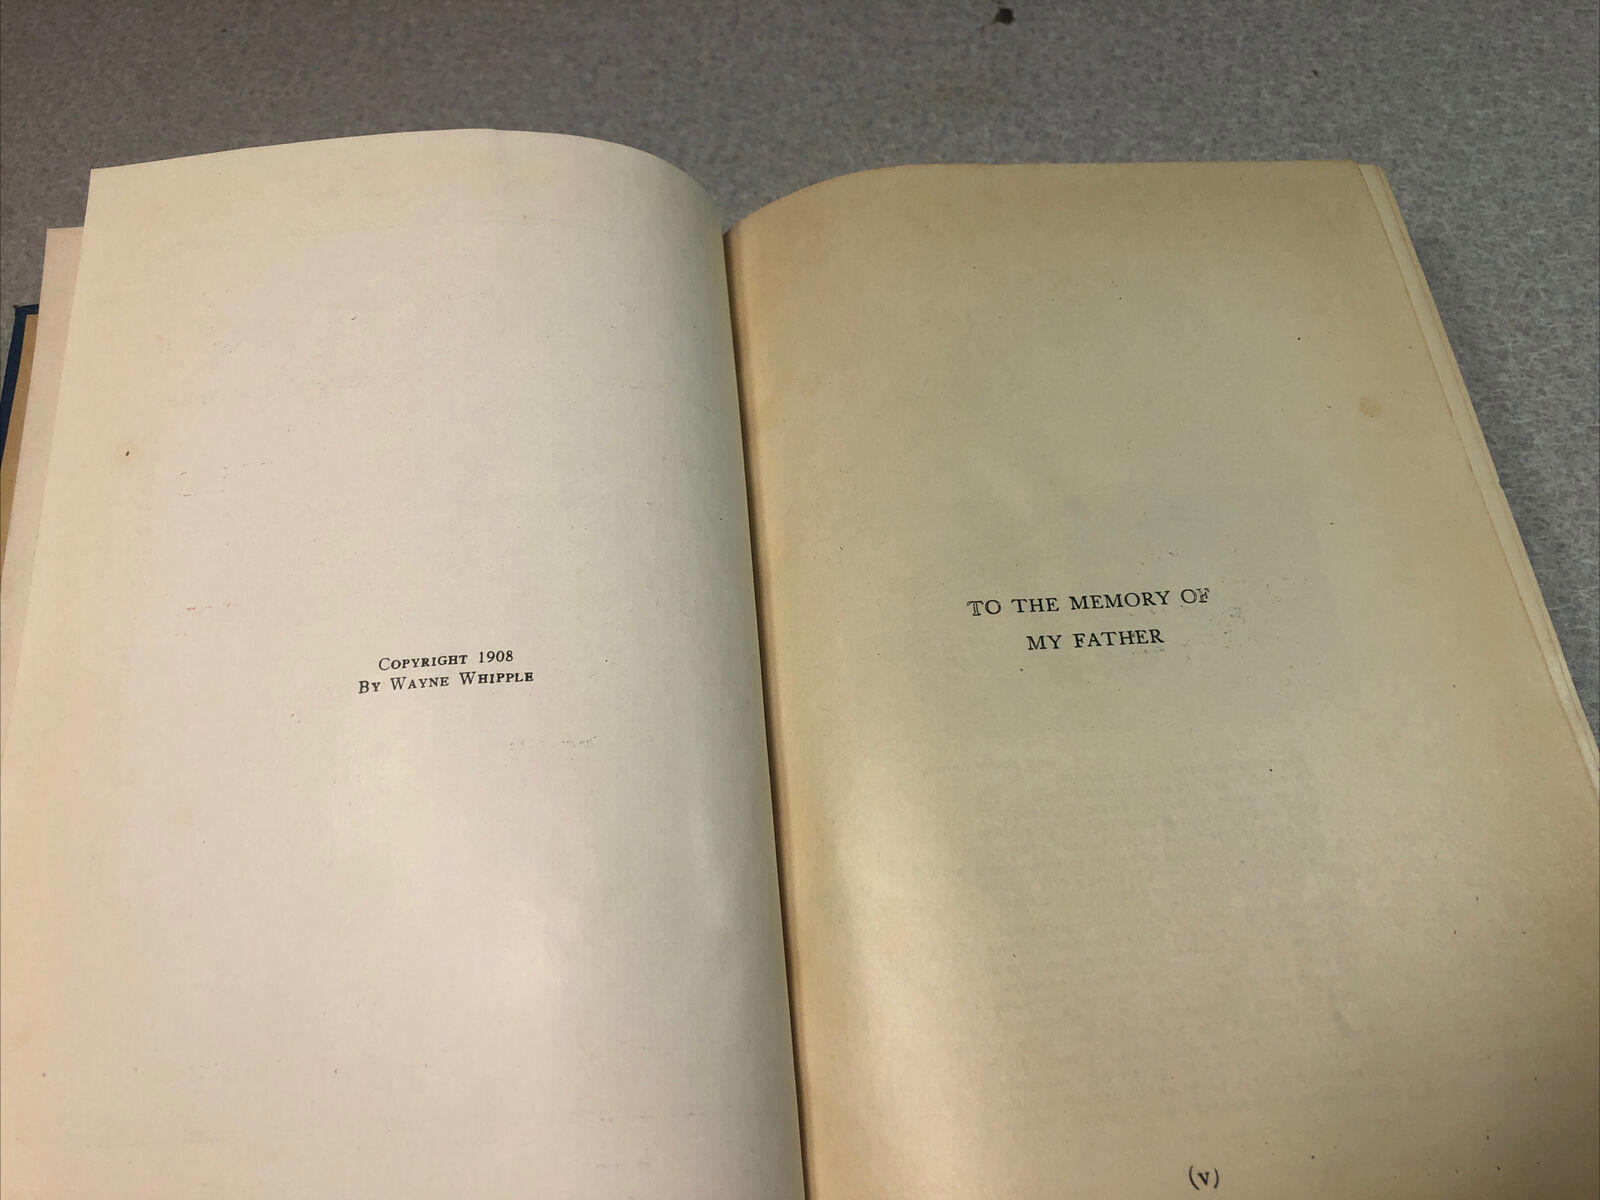 COPYRIGHT 1908
BY WAYNE WHIPPLE
TO THE MEMORY OF
MY FATHER
(v)